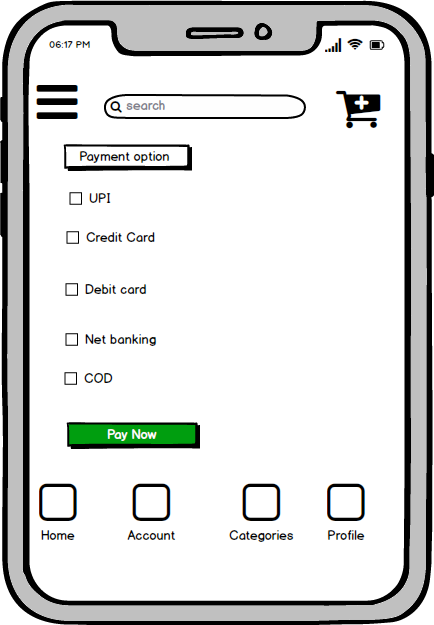 06:17 PM
search
Payment option
UPI
Credit Card
Debit card
Net banking
COD
Pay Now
Home Account Categories Profile